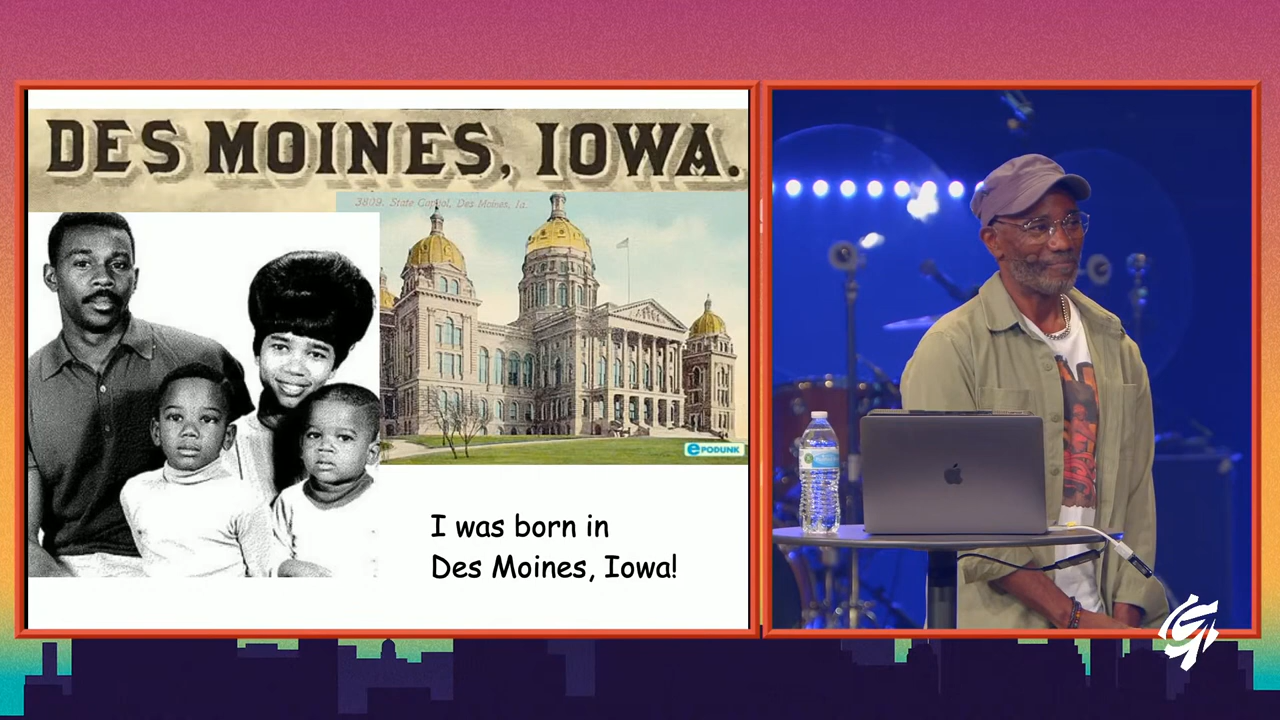 DES MOINES, IOWA.
3809. State Capitol, Des Moines, Ia.
ePODUNK
I was born in
Des Moines, Iowa!